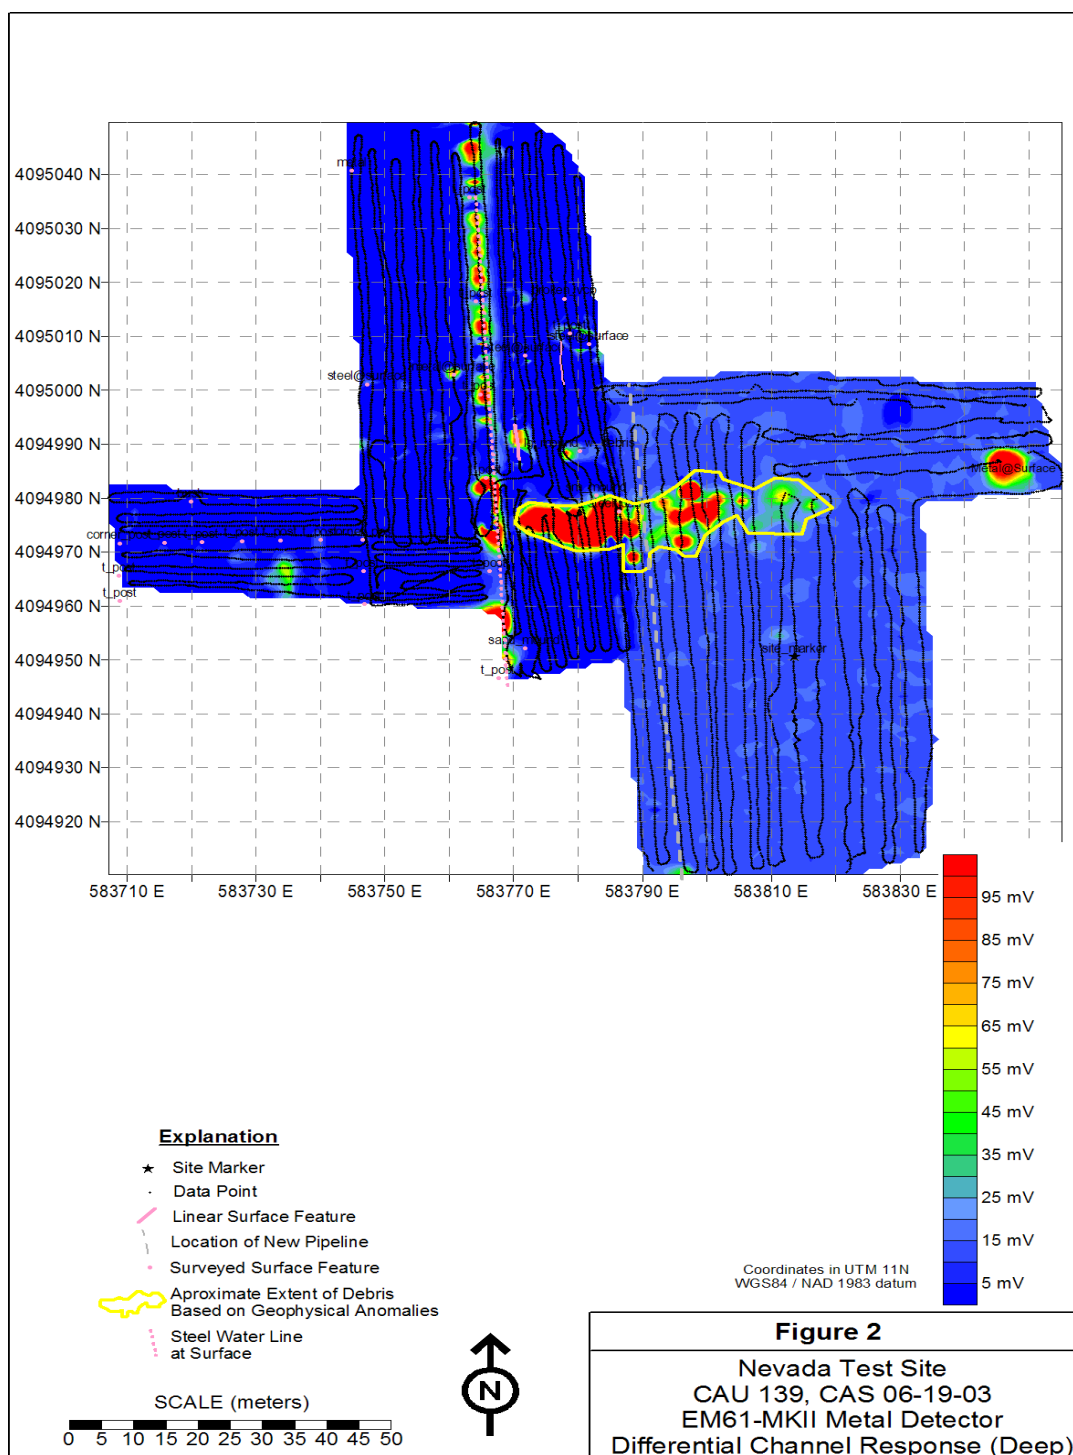 4095040 N
4095030 N
4095020 N
4095010 N
4095000 N
4094990 N
4094980 N
4094970 N
4094960 N
4094950 N
4094940 N
4094930 N
4094920 N
steel@surface
Metal@Surface
t_post
t_post
sand_mound
site_marker
t_post
583710 E
583730 E
583750 E
583770 E
583790 E
583810 E
583830 E
95 mV
85 mV
75 mV
65 mV
55 mV
45 mV
35 mV
25 mV
15 mV
5 mV
Explanation
Site Marker
Data Point
Linear Surface Feature
Location of New Pipeline
Surveyed Surface Feature
Aproximate Extent of Debris
Based on Geophysical Anomalies
Steel Water Line
at Surface
SCALE (meters)
0 5 10 15 20 25 30 35 40 45 50
N
Coordinates in UTM 11N
WGS84 / NAD 1983 datum
Figure 2
Nevada Test Site
CAU 139, CAS 06-19-03
EM61-MKII Metal Detector
Differential Channel Response (Deep)